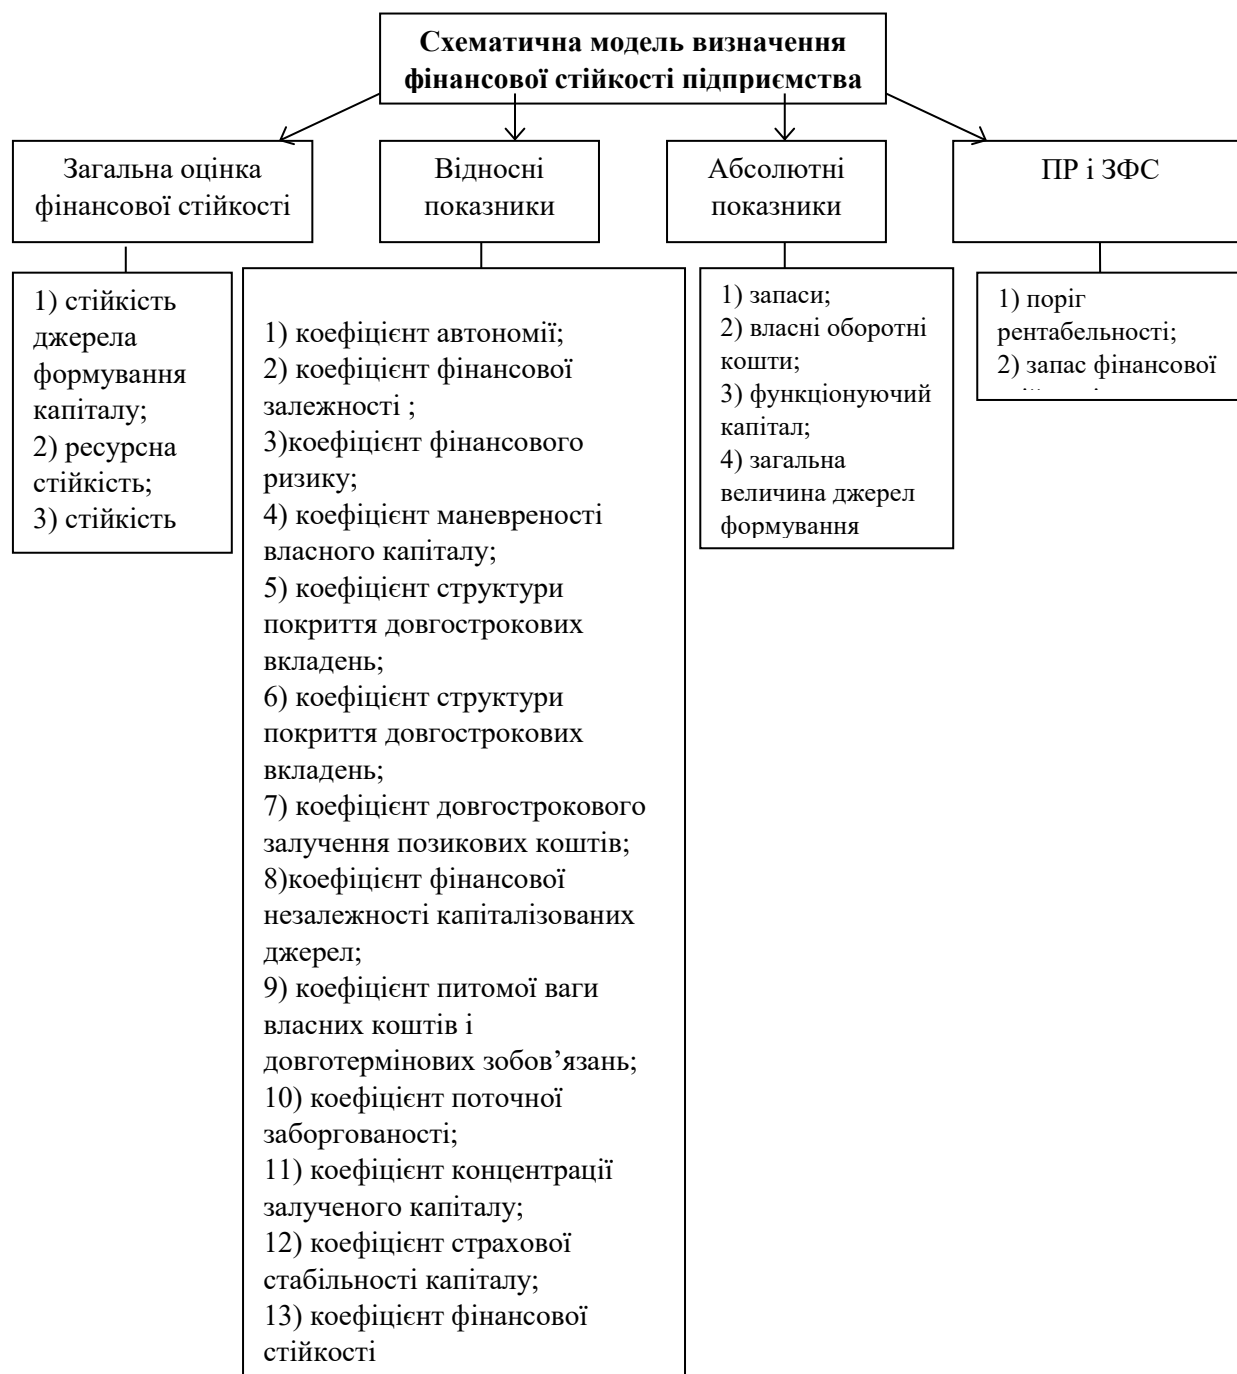 Схематична модель визначення
фінансової стійкості підприємства
Загальна оцінка
фінансової стійкості
Відносні
показники
Абсолютні
показники
ПР і ЗФС
1) стійкість
джерела
формування
капіталу;
2) ресурсна
стійкість;
3) стійкість
1) коефіцієнт автономії;
2) коефіцієнт фінансової
залежності ;
3)коефіцієнт фінансового
ризику;
4) коефіцієнт маневреності
власного капіталу;
5) коефіцієнт структури
покриття довгострокових
вкладень;
6) коефіцієнт структури
покриття довгострокових
вкладень;
7) коефіцієнт довгострокового
залучення позикових коштів;
8)коефіцієнт фінансової
незалежності капіталізованих
джерел;
9) коефіцієнт питомої ваги
власних коштів і
довготермінових зобов’язань;
10) коефіцієнт поточної
заборгованості;
11) коефіцієнт концентрації
залученого капіталу;
12) коефіцієнт страхової
стабільності капіталу;
13) коефіцієнт фінансової
стійкості
1) запаси;
2) власні оборотні
кошти;
3) функціонуючий
капітал;
4) загальна
величина джерел
формування
1) поріг
рентабельності;
2) запас фінансової